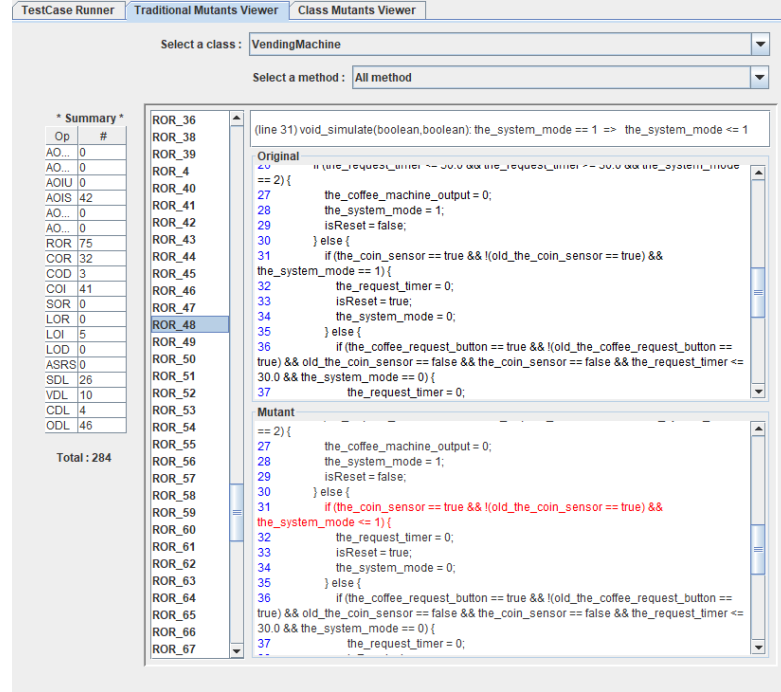 TestCase Runner Traditional Mutants Viewer Class Mutants Viewer
Select a class : VendingMachine
Select a method : All method
* Summary *
Op #
AO... 0
AO... 0
AOIU 0
AOIS 42
AO... 0
AO... 0
ROR 75
COR 32
COD 3
COI 41
SOR 0
LOR 0
LOI 5
LOD 0
ASRS 0
SDL 26
VDL 10
CDL 4
ODL 46
Total : 284
ROR_36
ROR_38
ROR_39
ROR_4
ROR_40
ROR_41
ROR_42
ROR_43
ROR_44
ROR_45
ROR_46
ROR_47
ROR_48
ROR_49
ROR_50
ROR_51
ROR_52
ROR_53
ROR_54
ROR_55
ROR_56
ROR_57
ROR_58
ROR_59
ROR_60
ROR_61
ROR_62
ROR_63
ROR_64
ROR_65
ROR_66
ROR_67
(line 31) void_simulate(boolean,boolean): the_system_mode == 1 => the_system_mode <= 1
Original
if (the_request_timer <= 30.0 && the_request_timer >= 30.0 && the_system_mode
== 2) {
27 the_coffee_machine_output = 0;
28 the_system_mode = 1;
29 isReset = false;
30 } else {
31 if (the_coin_sensor == true && !(old_the_coin_sensor == true) &&
the_system_mode == 1) {
32 the_request_timer = 0;
33 isReset = true;
34 the_system_mode = 0;
35 } else {
36 if (the_coffee_request_button == true && !(old_the_coffee_request_button ==
true) && old_the_coin_sensor == false && the_coin_sensor == false && the_request_timer <=
30.0 && the_system_mode == 0) {
37 the_request_timer = 0;
Mutant
== 2) {
27 the_coffee_machine_output = 0;
28 the_system_mode = 1;
29 isReset = false;
30 } else {
31 if (the_coin_sensor == true && !(old_the_coin_sensor == true) &&
the_system_mode <= 1) {
32 the_request_timer = 0;
33 isReset = true;
34 the_system_mode = 0;
35 } else {
36 if (the_coffee_request_button == true && !(old_the_coffee_request_button ==
true) && old_the_coin_sensor == false && the_coin_sensor == false && the_request_timer <=
30.0 && the_system_mode == 0) {
37 the_request_timer = 0;